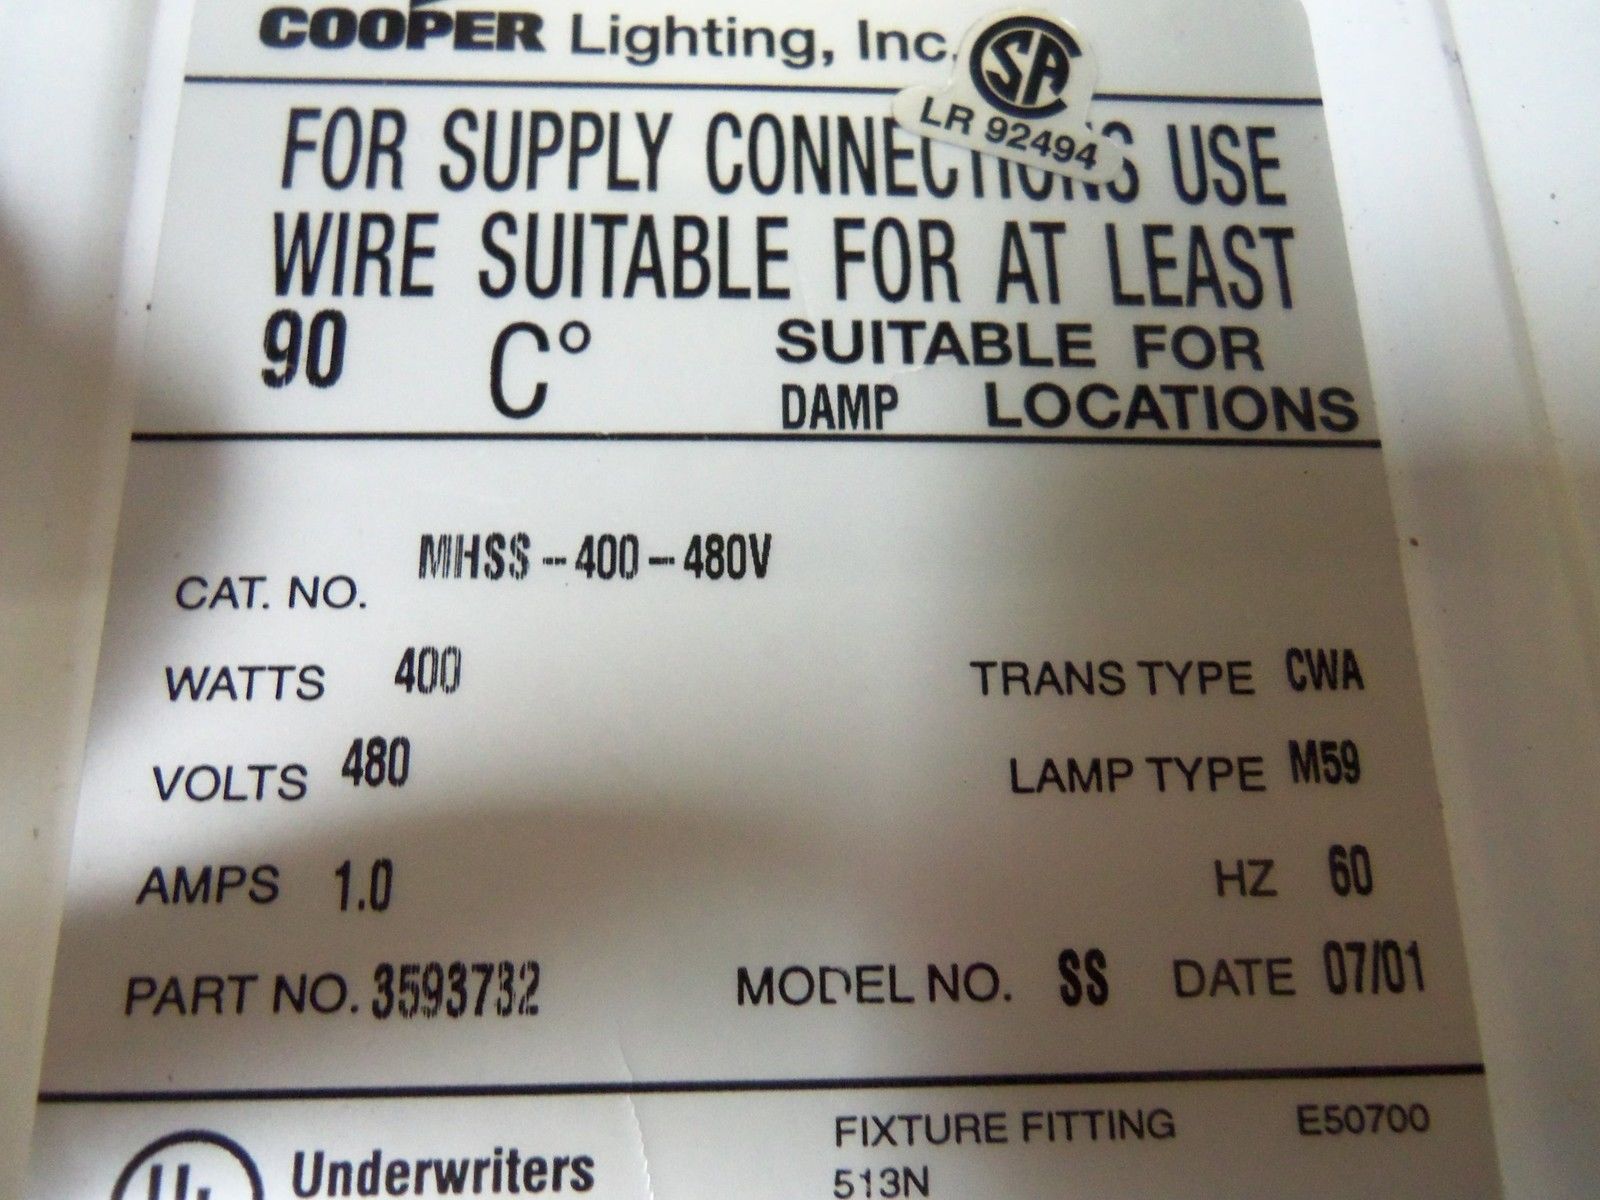 COOPER Lighting, Inc.
SA
LR 92494
FOR SUPPLY CONNECTIONS USE
WIRE SUITABLE FOR AT LEAST
90 C° SUITABLE FOR
DAMP LOCATIONS
CAT. NO. MHSS-400-480V
WATTS 400 TRANS TYPE CWA
VOLTS 480 LAMP TYPE M59
AMPS 1.0 HZ 60
PART NO. 3593732 MODEL NO. SS DATE 07/01
UL Underwriters FIXTURE FITTING E50700
513N